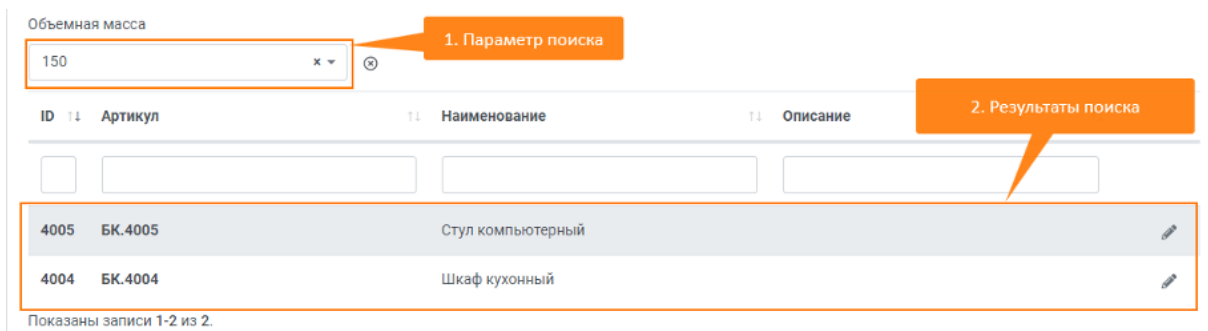 Объемная масса
1. Параметр поиска
150
ID Артикул Наименование Описание
2. Результаты поиска
4005 БК.4005 Стул компьютерный
4004 БК.4004 Шкаф кухонный
Показаны записи 1-2 из 2.